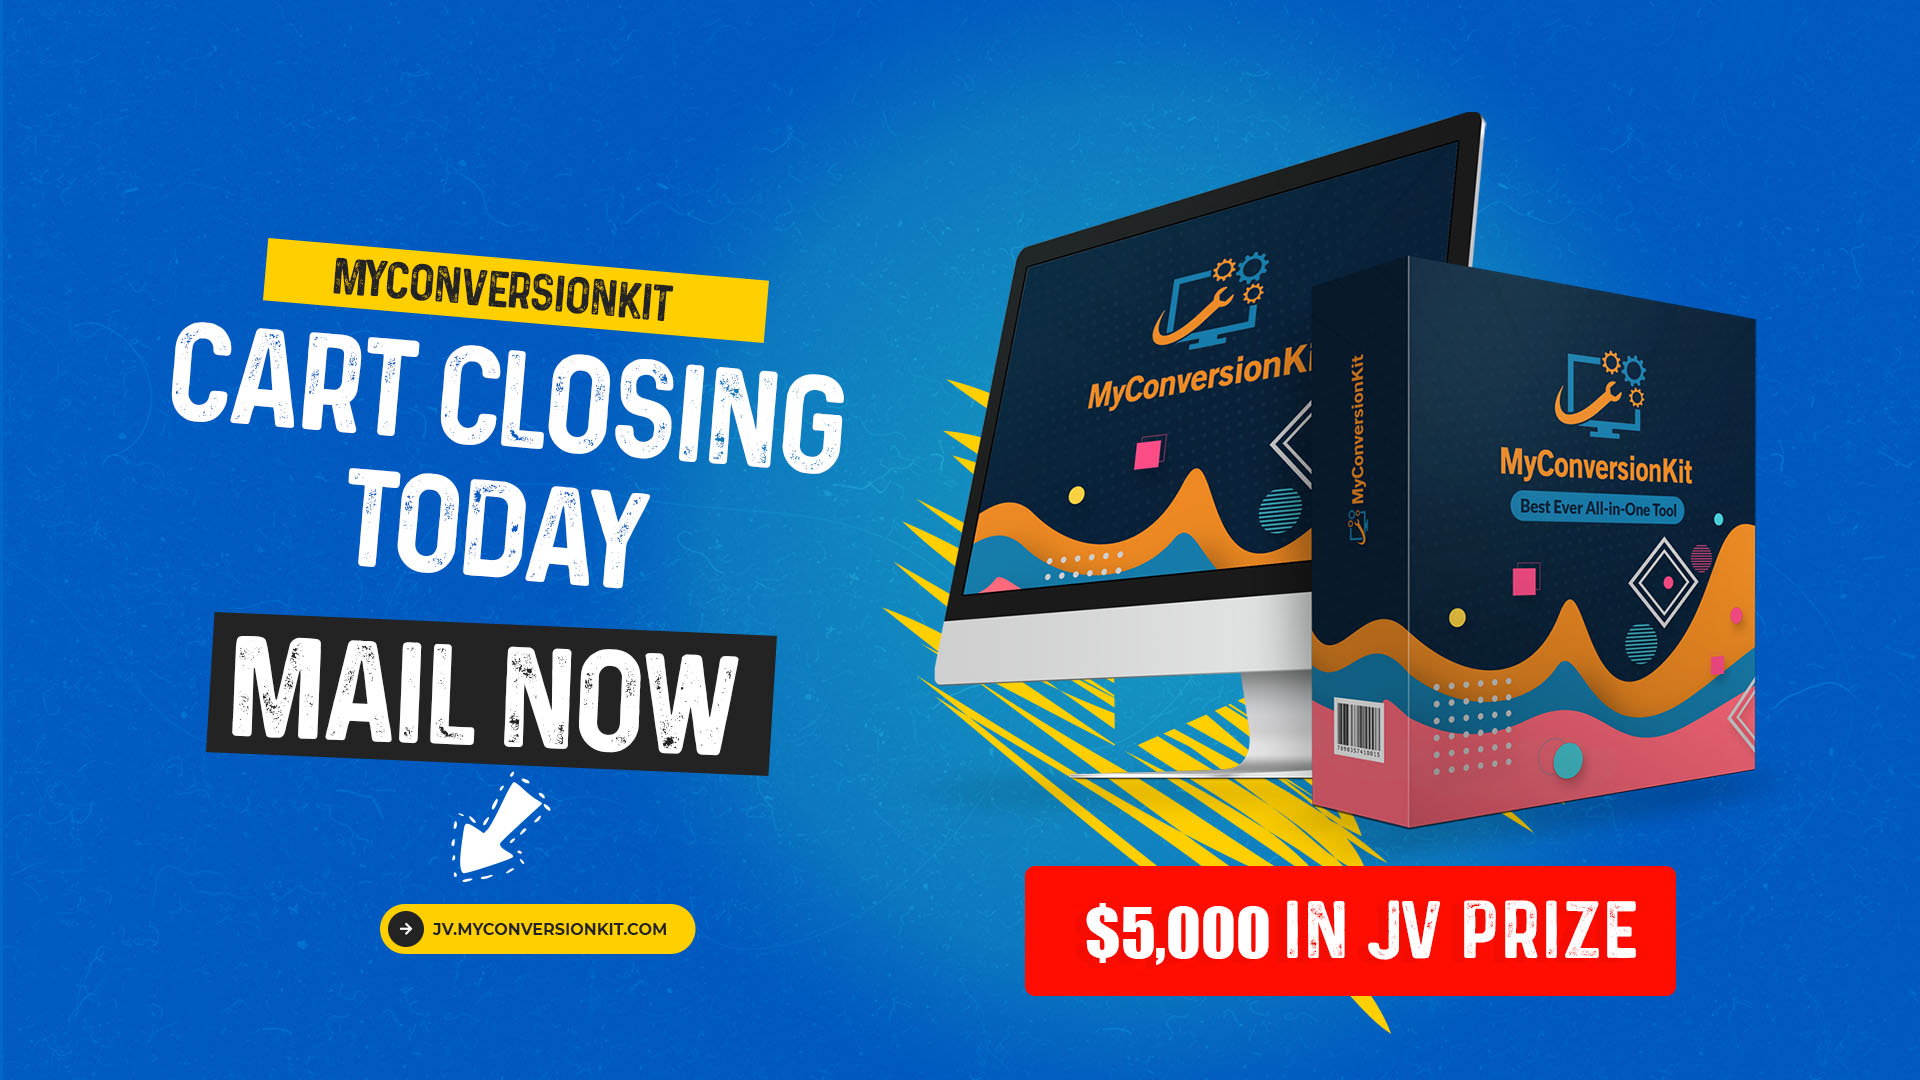 MYCONVERSIONKIT
CART CLOSING
TODAY
MAIL NOW
JV.MYCONVERSIONKIT.COM
MyConversionKi
MyConversionKit
MyConversionKit
Best Ever All-in-One Tool
$5,000 IN JV PRIZE